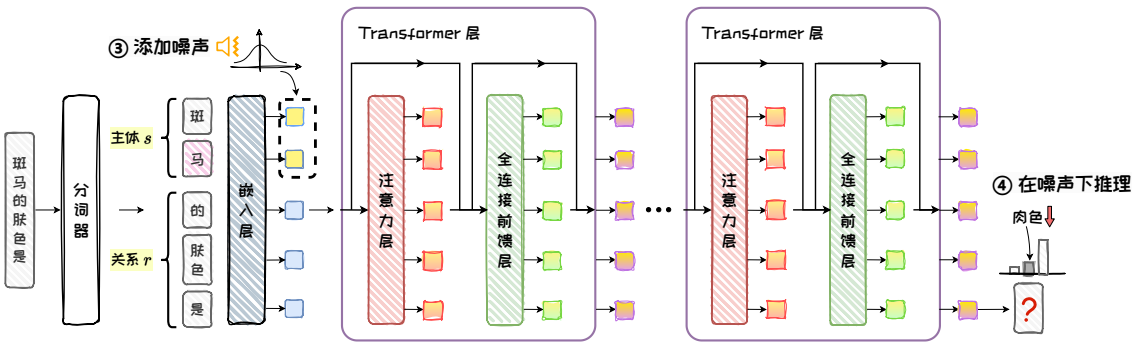 ③ 添加噪声
斑马的肤色是
分词器
主体 s
关系 r
斑
马
的
肤色
是
嵌入层
Transformer 层
注意力层
全连接前馈层
...
Transformer 层
注意力层
全连接前馈层
④ 在噪声下推理
肉色
?